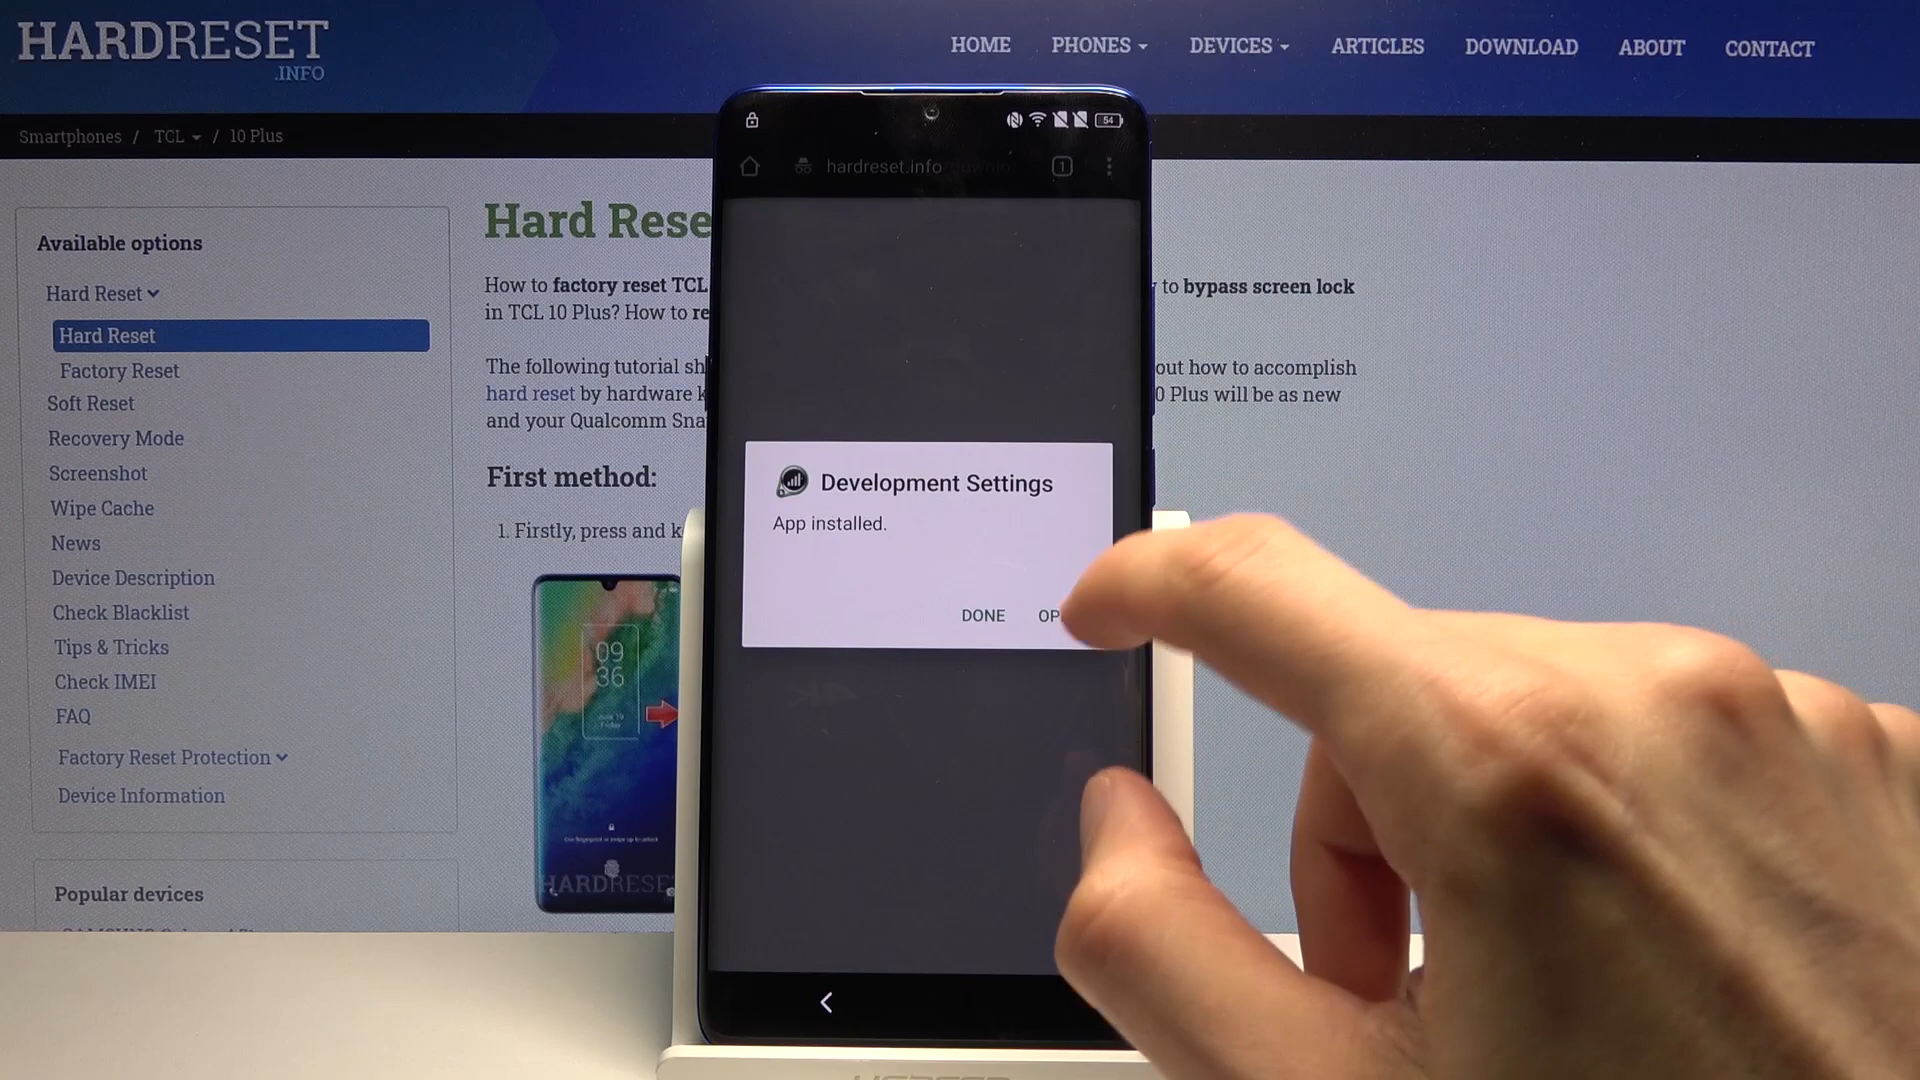 HARDRESET
.INFO
HOME PHONES DEVICES ARTICLES DOWNLOAD ABOUT CONTACT
Smartphones / TCL / 10 Plus
Available options
Hard Reset
Hard Reset
Factory Reset
Soft Reset
Recovery Mode
Screenshot
Wipe Cache
News
Device Description
Check Blacklist
Tips & Tricks
Check IMEI
FAQ
Factory Reset Protection
Device Information
Popular devices
Hard Rese
How to factory reset TCL
to bypass screen lock
in TCL 10 Plus? How to re
The following tutorial sh
out how to accomplish
hard reset by hardware k
0 Plus will be as new
and your Qualcomm Sna
First method:
1. Firstly, press and k
09
36
HARDRESE
54
hardreset.info
1
Development Settings
App installed.
DONE OP